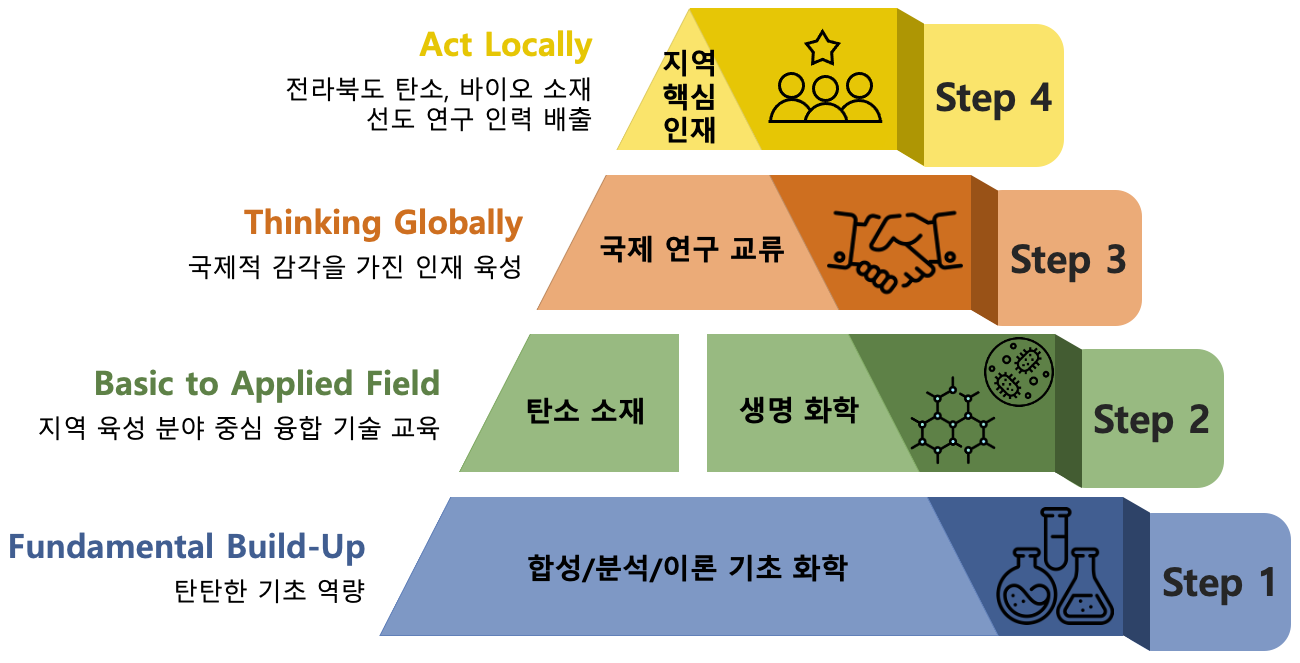 Act Locally
전라북도 탄소, 바이오 소재
선도 연구 인력 배출
지역
핵심
인재
Step 4
Thinking Globally
국제적 감각을 가진 인재 육성
국제 연구 교류
Step 3
Basic to Applied Field
지역 육성 분야 중심 융합 기술 교육
탄소 소재
생명 화학
Step 2
Fundamental Build-Up
탄탄한 기초 역량
합성/분석/이론 기초 화학
Step 1